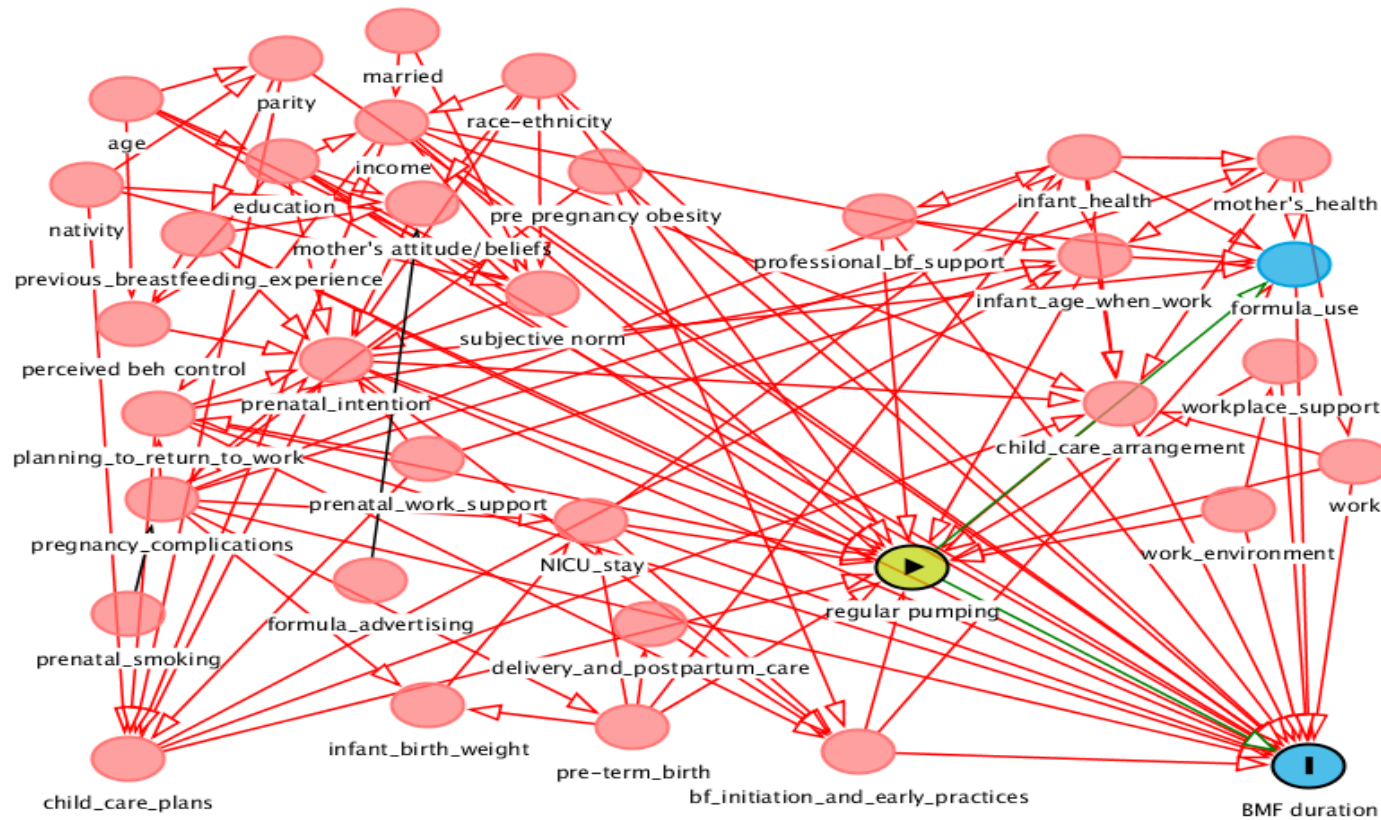 married
parity
race-ethnicity
age
income
education
pre pregnancy obesity
infant_health
mother's_health
nativity
mother's attitude/beliefs
professional_bf_support
previous_breastfeeding_experience
infant_age_when_work
formula_use
subjective norm
perceived beh control
prenatal_intention
workplace_support
child_care_arrangement
planning_to_return_to_work
prenatal_work_support
work
pregnancy_complications
work_environment
NICU_stay
regular pumping
formula_advertising
prenatal_smoking
delivery_and_postpartum_care
infant_birth_weight
pre-term_birth
bf_initiation_and_early_practices
child_care_plans
BMF duration